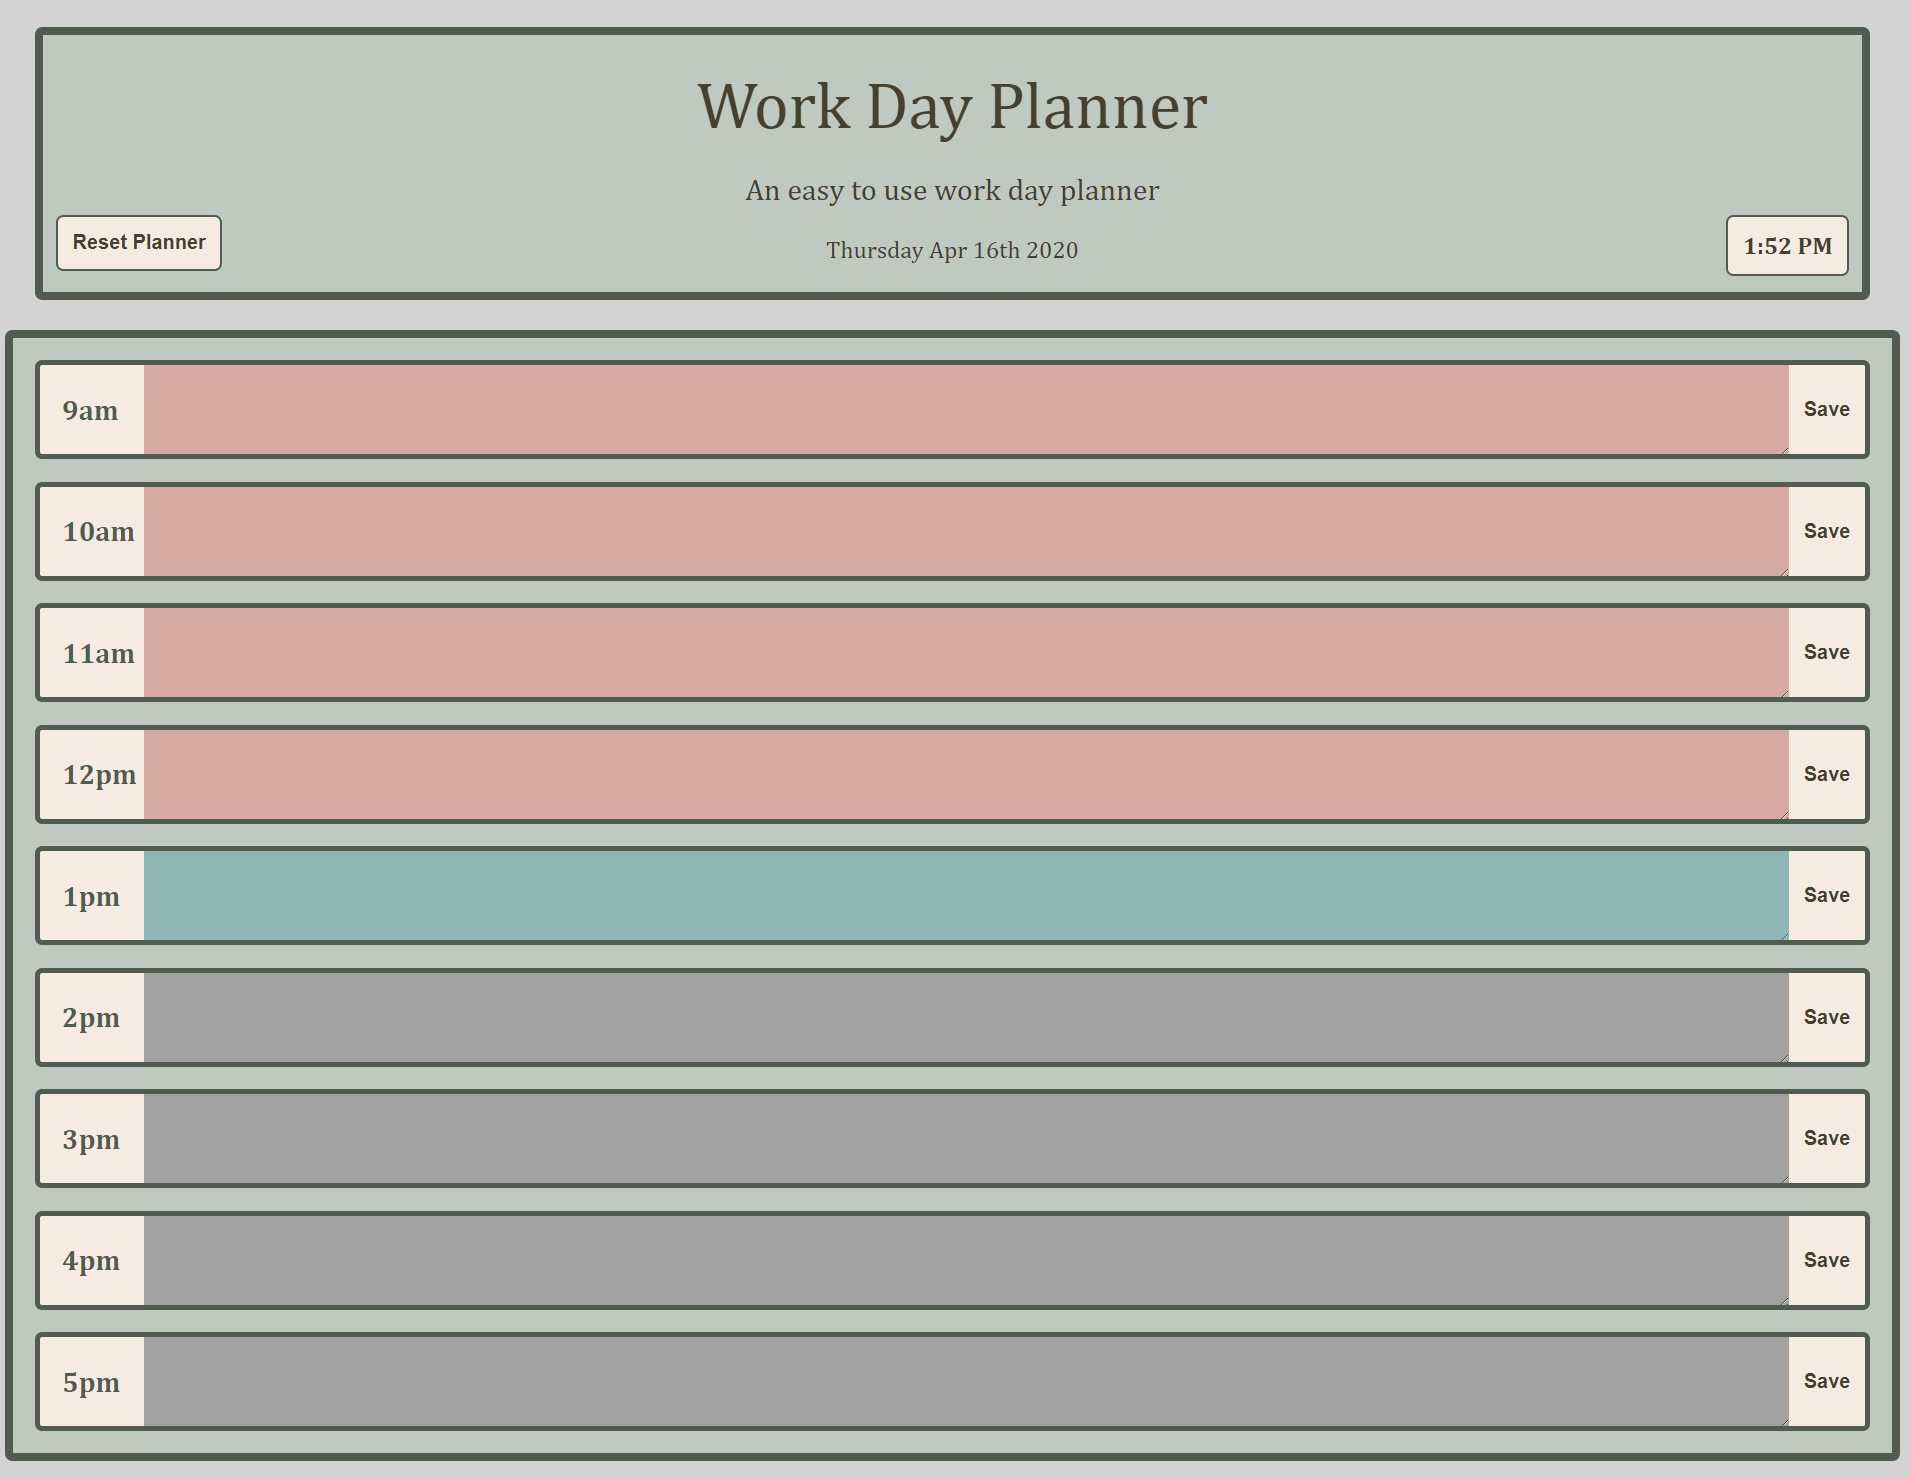 Work Day Planner
An easy to use work day planner
Reset Planner
Thursday Apr 16th 2020
1:52 PM
9am Save
10am Save
11am Save
12pm Save
1pm Save
2pm Save
3pm Save
4pm Save
5pm Save